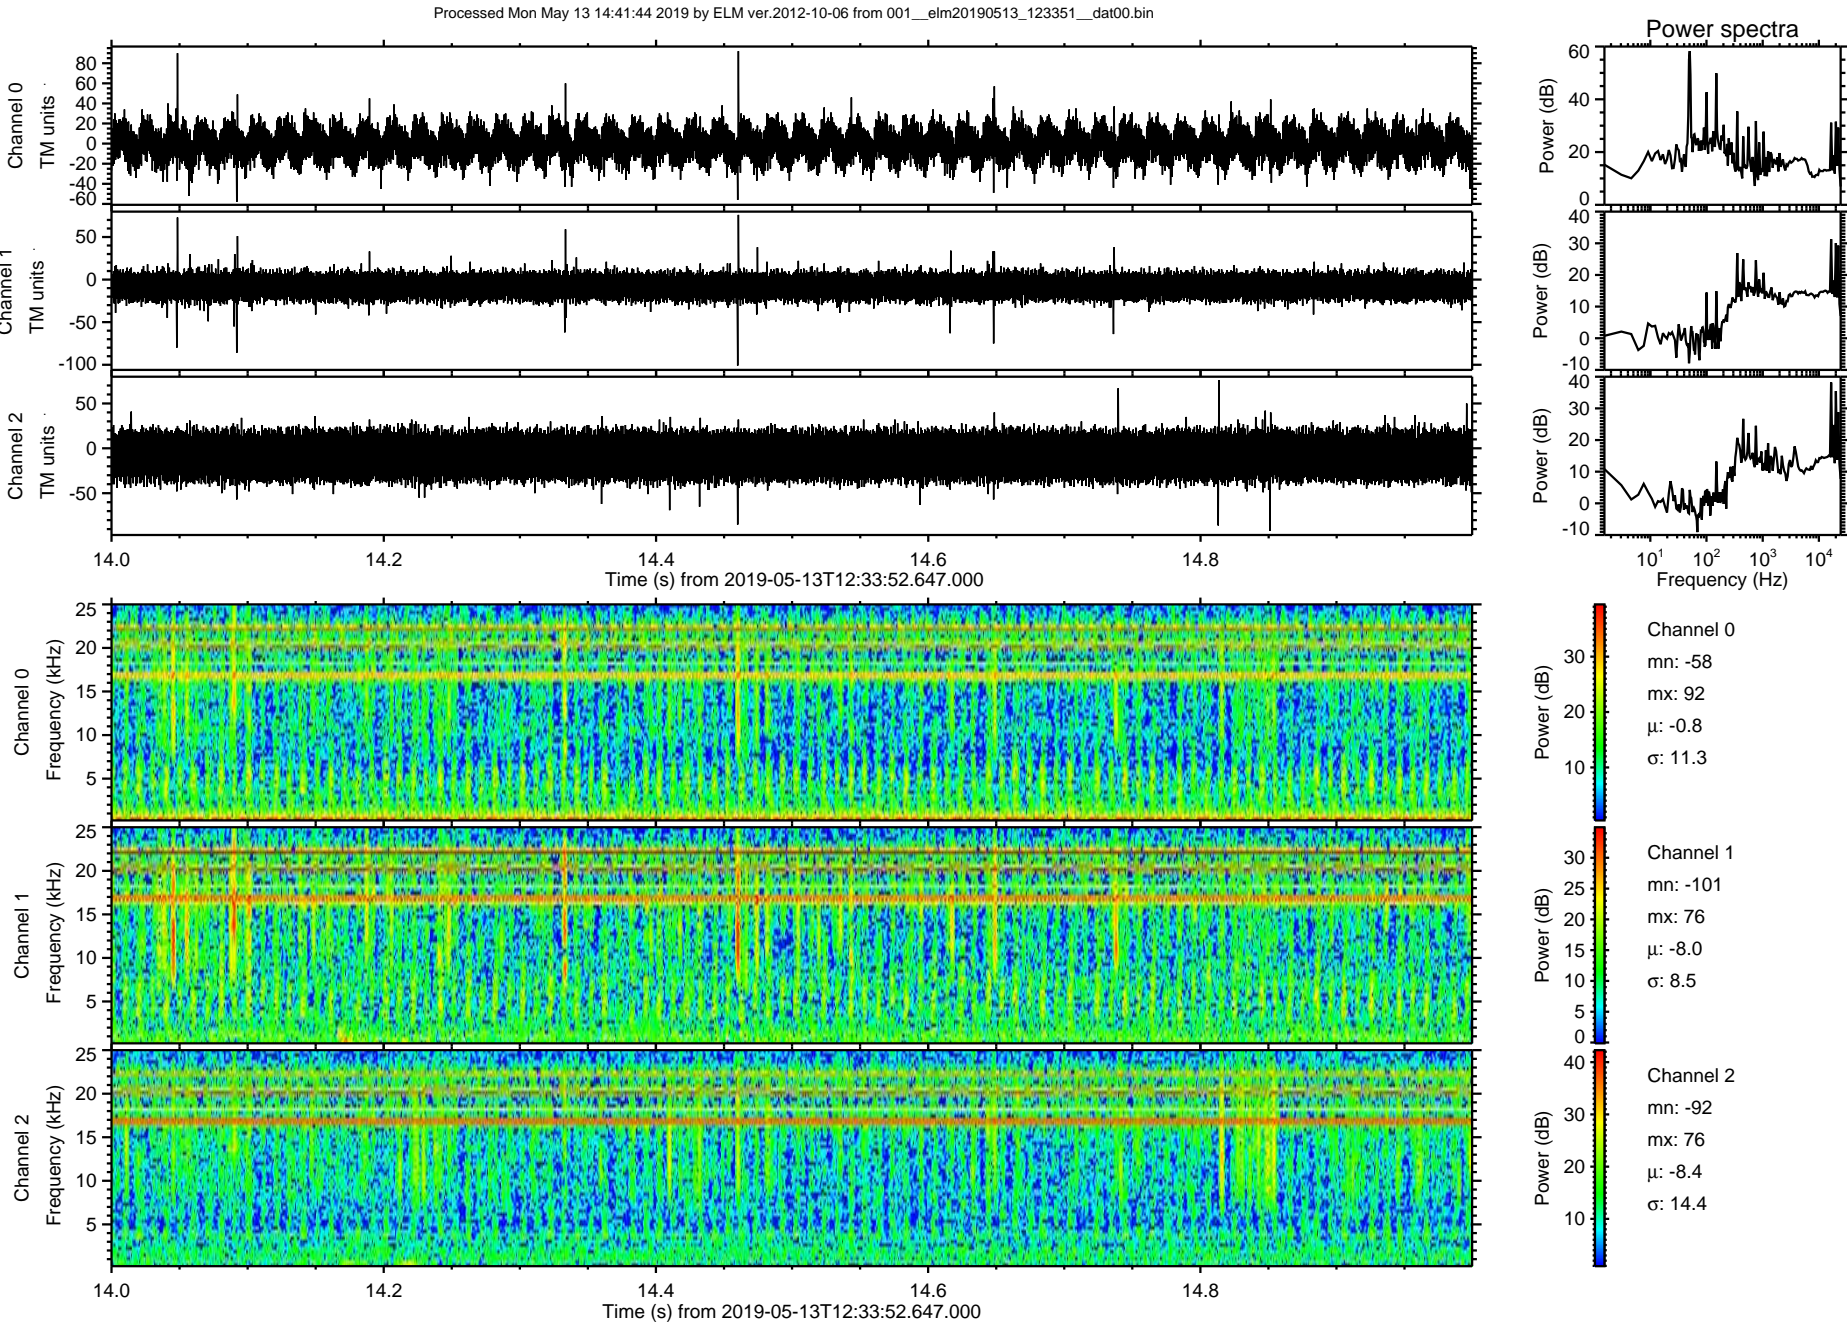 Processed Mon May 13 14:41:44 2019 by ELM ver.2012-10-06 from 001__elm20190513_123351__dat00.bin
Power spectra
Channel 0
TM units
80
60
40
20
0
-20
-40
-60
Power (dB)
60
40
20
0
Channel 1
TM units
50
0
-50
-100
Power (dB)
40
30
20
10
0
-10
Channel 2
TM units
50
0
-50
Power (dB)
40
30
20
10
0
-10
14.0 14.2 14.4 14.6 14.8
Time (s) from 2019-05-13T12:33:52.647.000
10^1 10^2 10^3 10^4
Frequency (Hz)
Channel 0
Frequency (kHz)
25
20
15
10
5
Power (dB)
30
20
10
Channel 0
mn: -58
mx: 92
μ: -0.8
σ: 11.3
Channel 1
Frequency (kHz)
25
20
15
10
5
Power (dB)
30
25
20
15
10
5
0
Channel 1
mn: -101
mx: 76
μ: -8.0
σ: 8.5
Channel 2
Frequency (kHz)
25
20
15
10
5
Power (dB)
40
30
20
10
Channel 2
mn: -92
mx: 76
μ: -8.4
σ: 14.4
14.0 14.2 14.4 14.6 14.8
Time (s) from 2019-05-13T12:33:52.647.000